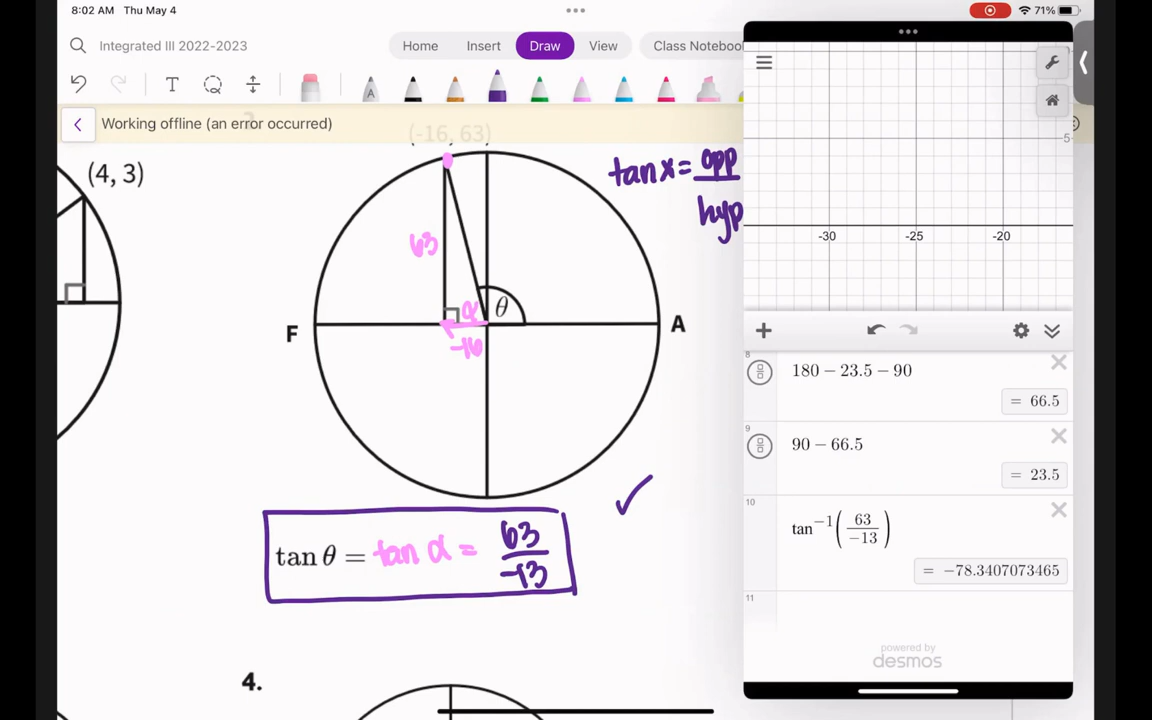 8:02 AM Thu May 4
71%
Integrated III 2022-2023
Home Insert Draw View Class Noteboo
T
A
Working offline (an error occurred)
(-16, 63)
(4, 3)
tan x = opp
hyp
63
α
θ
-16
F
A
tan θ = tan α = 63
-13
4.
5
-30 -25 -20
8
180 − 23.5 − 90
= 66.5
9
90 − 66.5
= 23.5
10
tan⁻¹(63/-13)
= −78.3407073465
11
powered by
desmos